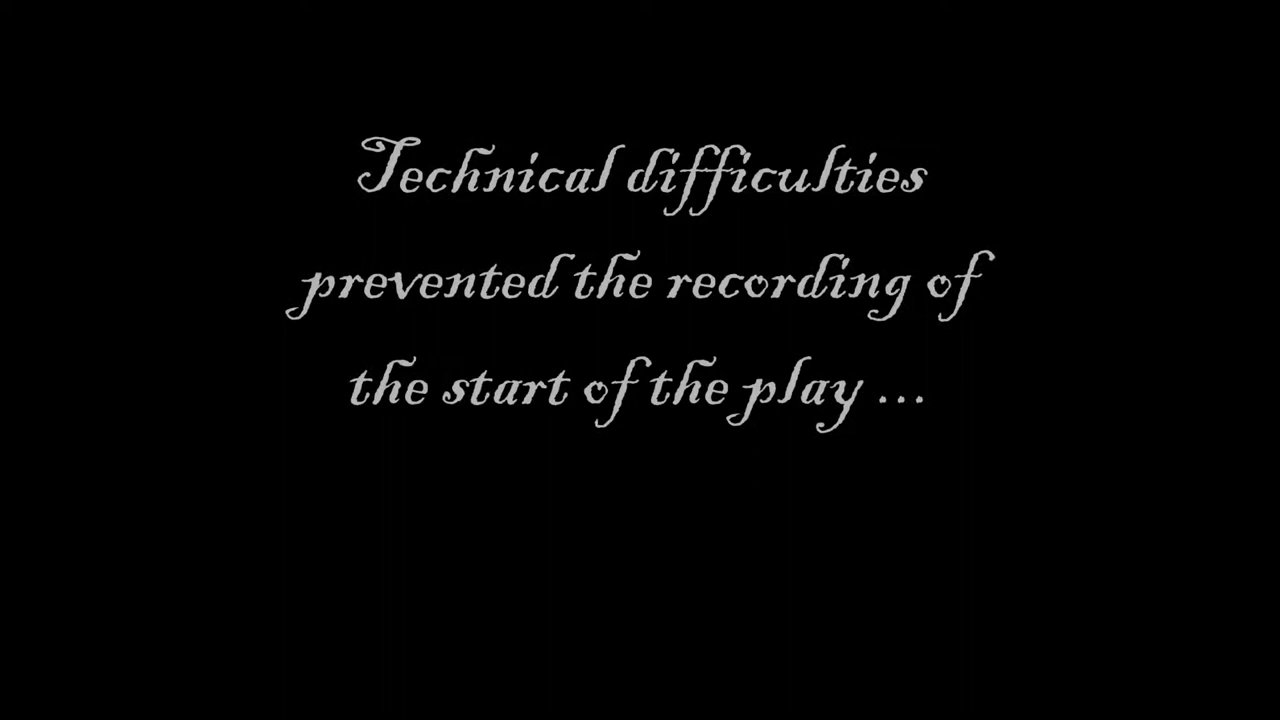 Technical difficulties
prevented the recording of
the start of the play ...